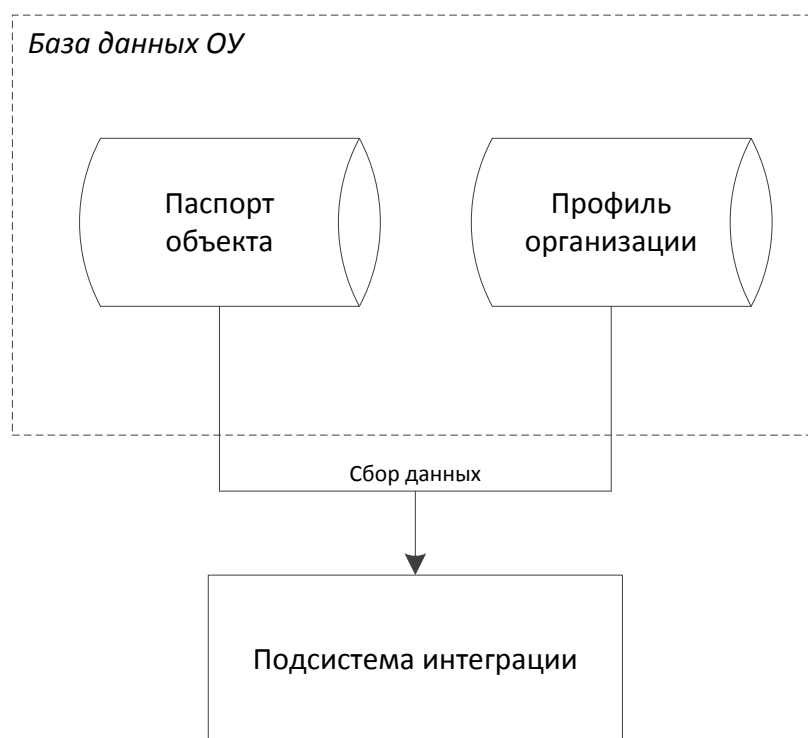 База данных ОУ
Паспорт
объекта
Профиль
организации
Сбор данных
Подсистема интеграции